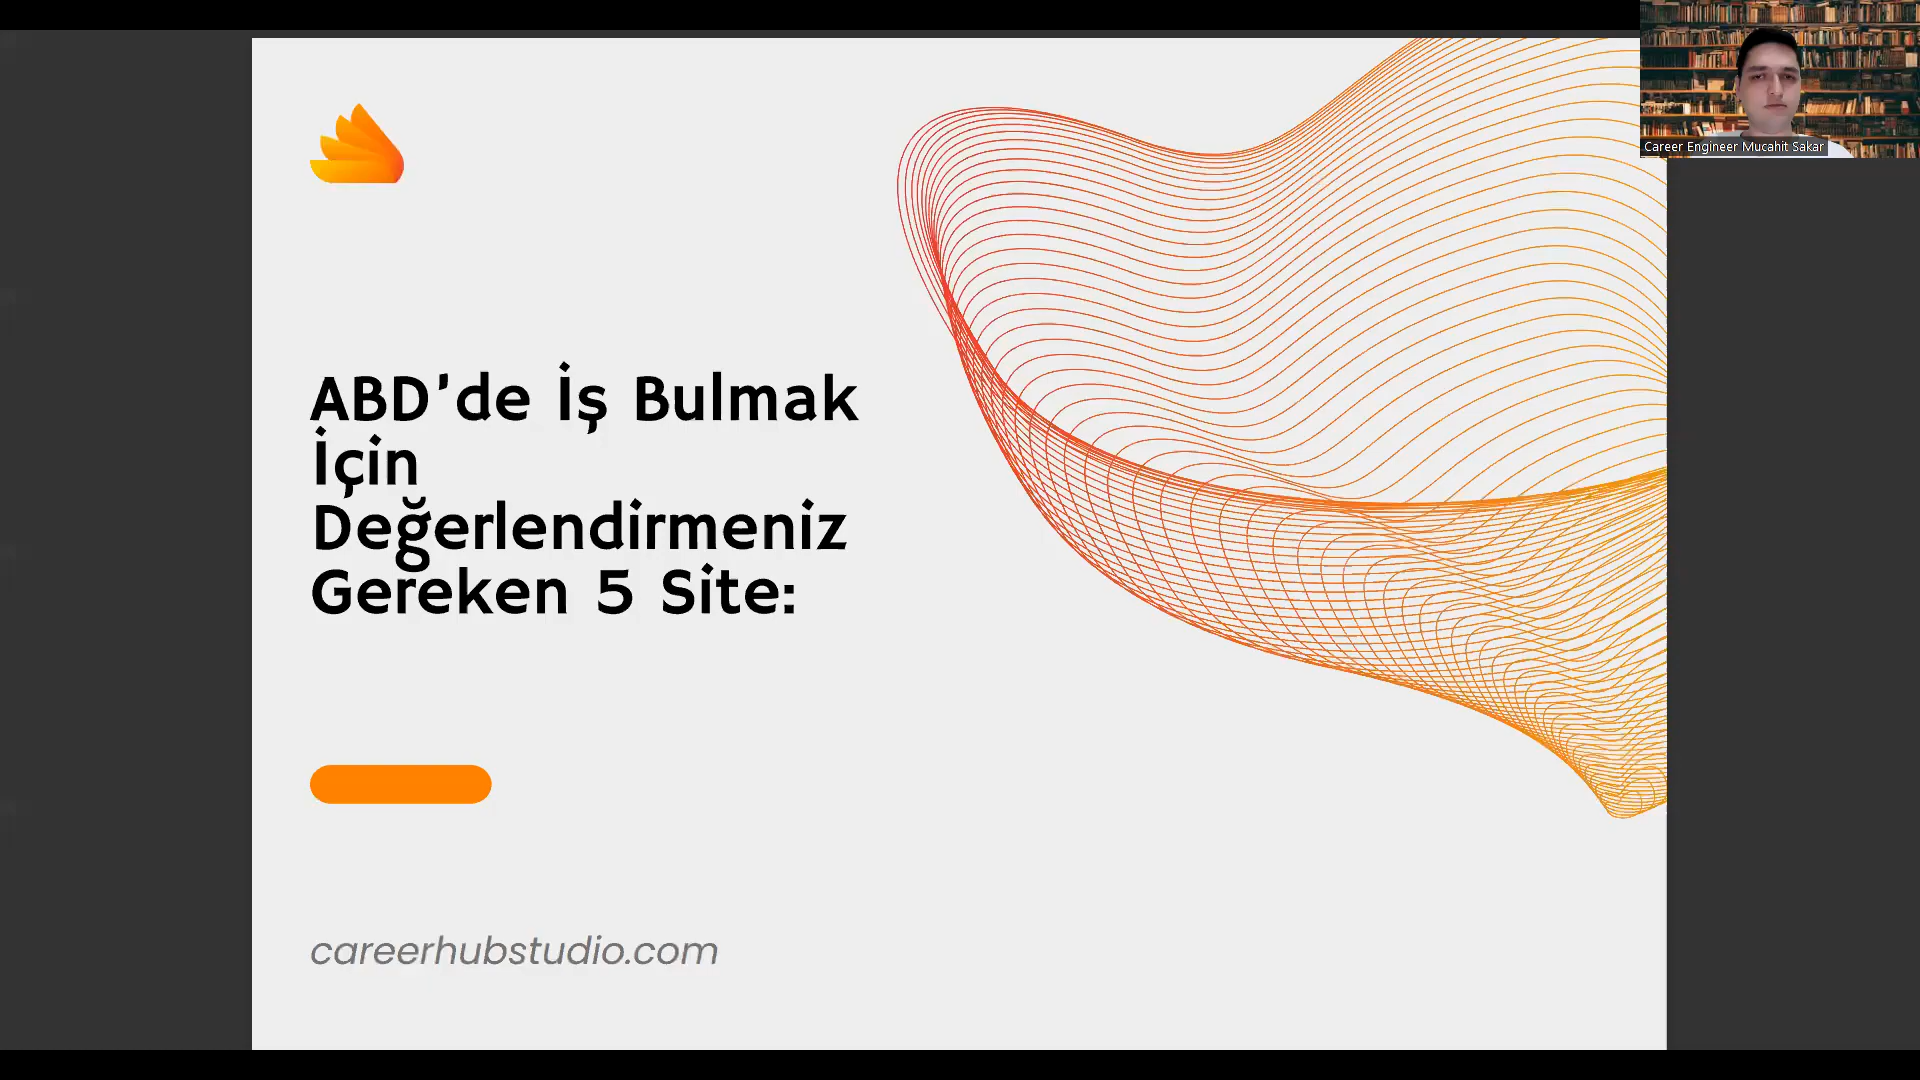 Career Engineer Mucahit Sakar
ABD'de İş Bulmak
İçin
Değerlendirmeniz
Gereken 5 Site:
careerhubstudio.com